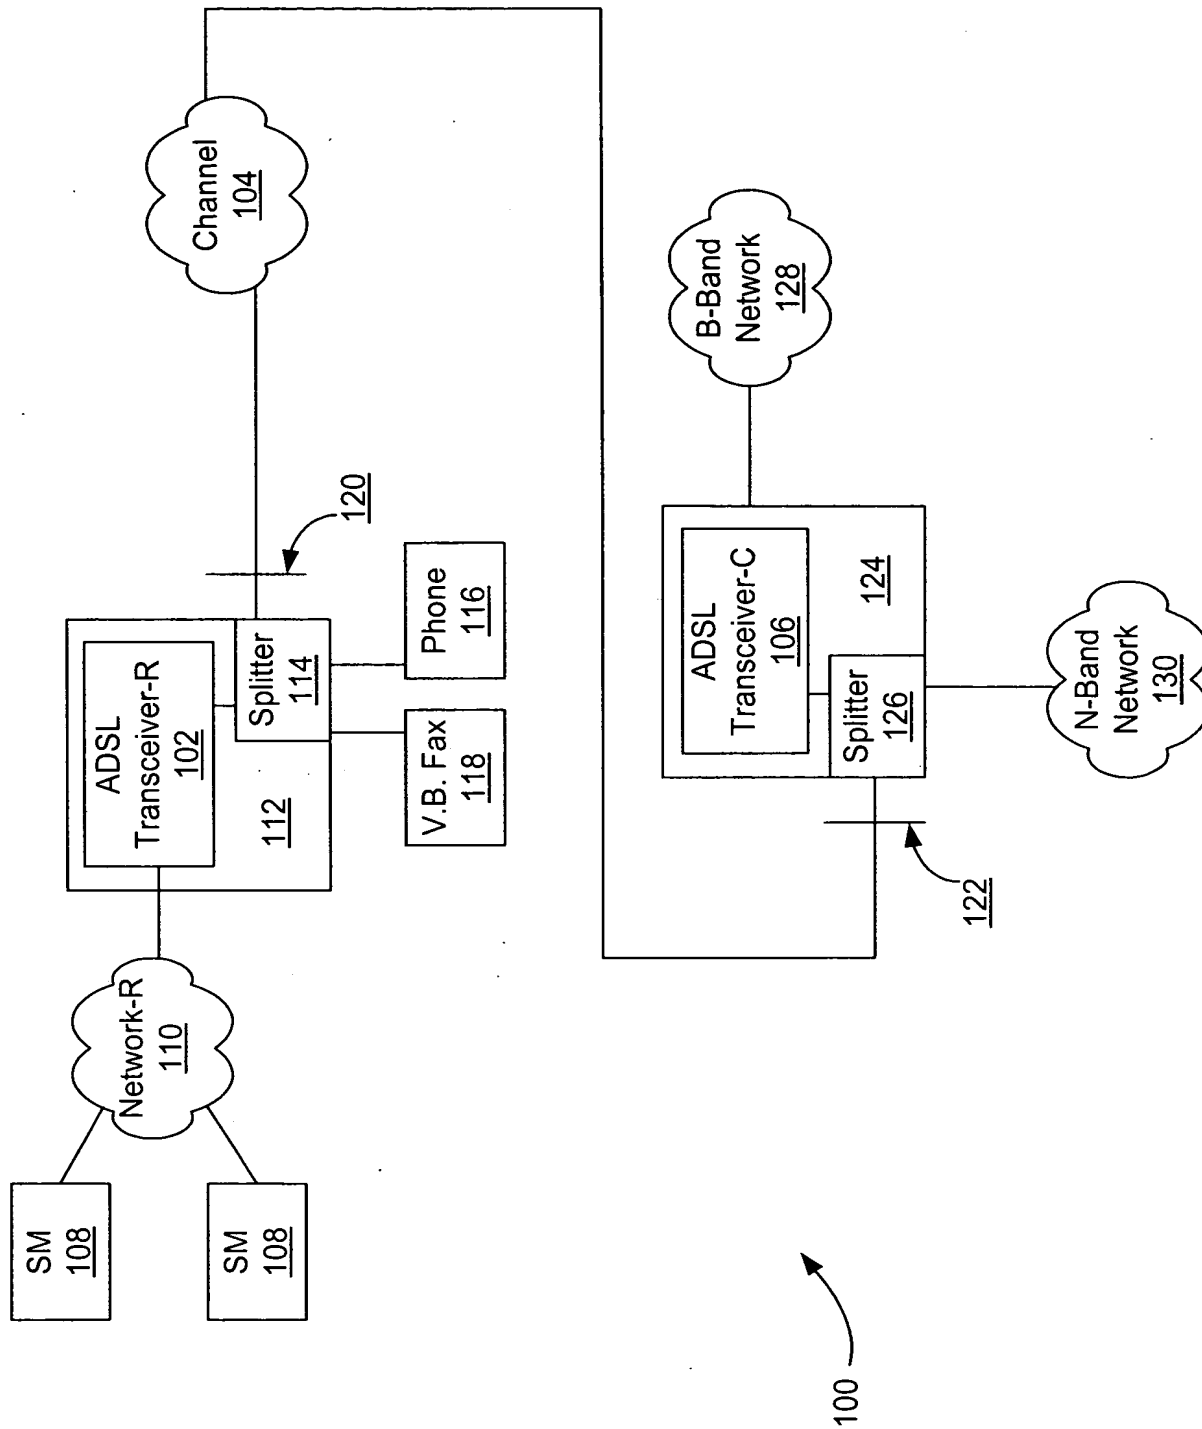 SM
108
SM
108
Network-R
110
ADSL
Transceiver-R
102
112
Splitter
114
V.B. Fax
118
Phone
116
120
Channel
104
122
ADSL
Transceiver-C
106
124
Splitter
126
B-Band
Network
128
N-Band
Network
130
100